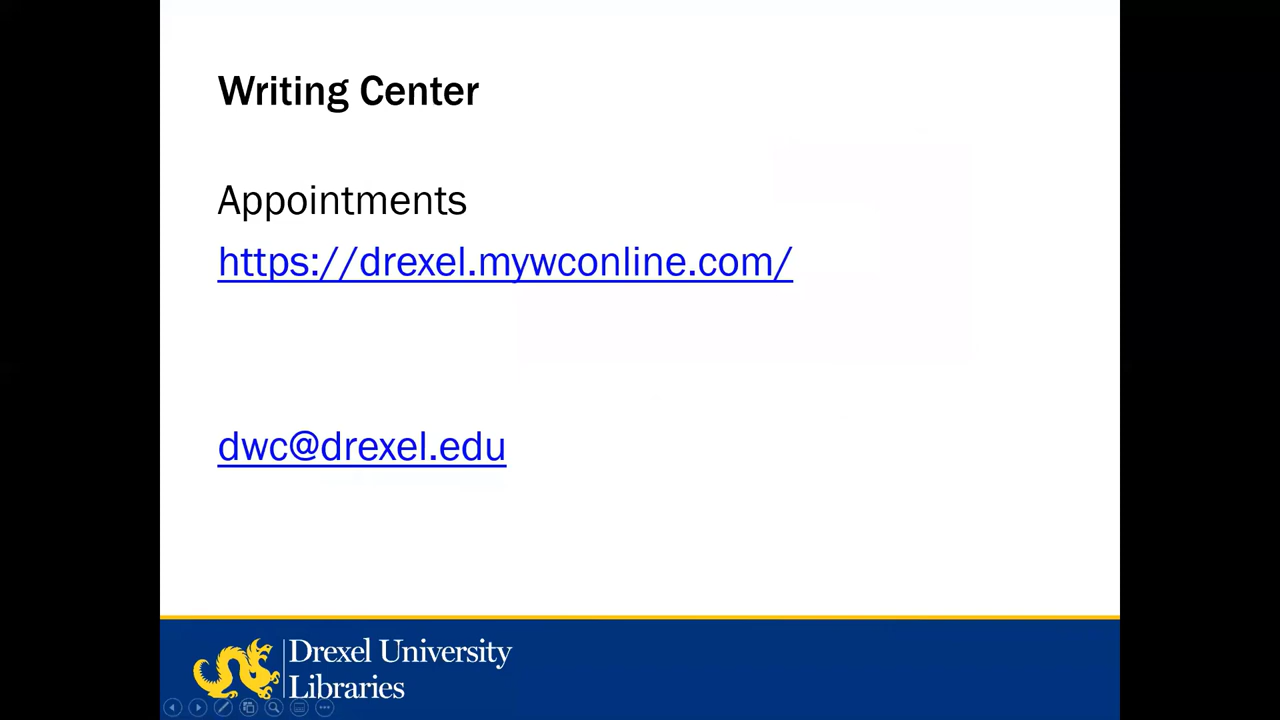 Writing Center
Appointments
https://drexel.mywconline.com/
dwc@drexel.edu
Drexel University
Libraries